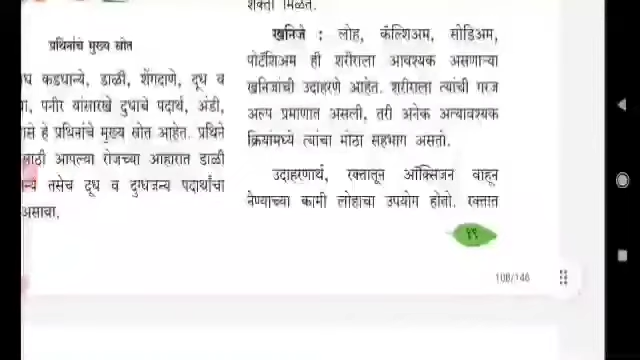 प्रथिनांचे मुख्य स्रोत
कडधान्ये, डाळी, शेंगदाणे, दूध व
पनीर यांसारखे दुधाचे पदार्थ, अंडी,
हे प्रथिनांचे मुख्य स्रोत आहेत. प्रथिने
आपल्या रोजच्या आहारात डाळी
तसेच दूध व दुग्धजन्य पदार्थांचा
असावा.
शक्ती मिळते.
खनिजे : लोह, कॅल्शिअम, सोडिअम,
पोटॅशिअम ही शरीराला आवश्यक असणाऱ्या
खनिजांची उदाहरणे आहेत. शरीराला त्यांची गरज
अल्प प्रमाणात असली, तरी अनेक अत्यावश्यक
क्रियांमध्ये त्यांचा मोठा सहभाग असतो.
उदाहरणार्थ, रक्तातून ऑक्सिजन वाहून
नेण्याच्या कामी लोहाचा उपयोग होतो. रक्तात
९९
108/146